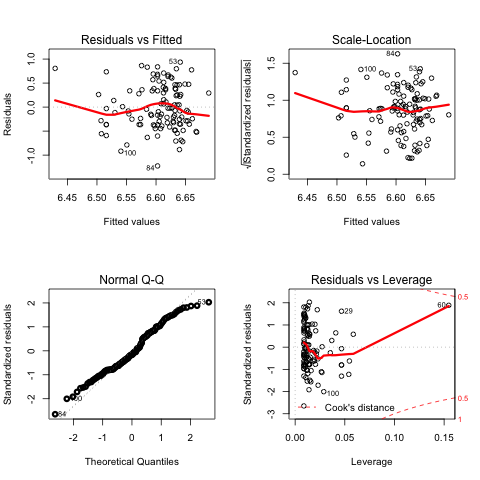 Residuals vs Fitted
Residuals
1.0
0.5
0.0
-1.0
53
100
84
6.45 6.50 6.55 6.60 6.65
Fitted values
Scale-Location
√|Standardized residuals|
1.5
1.0
0.5
0.0
84
53
100
6.45 6.50 6.55 6.60 6.65
Fitted values
Normal Q-Q
Standardized residuals
2
1
0
-1
-2
53
100
84
-2 -1 0 1 2
Theoretical Quantiles
Residuals vs Leverage
Standardized residuals
2
1
0
-1
-2
-3
60
29
100
0.5
0.5
1
Cook's distance
0.00 0.05 0.10 0.15
Leverage